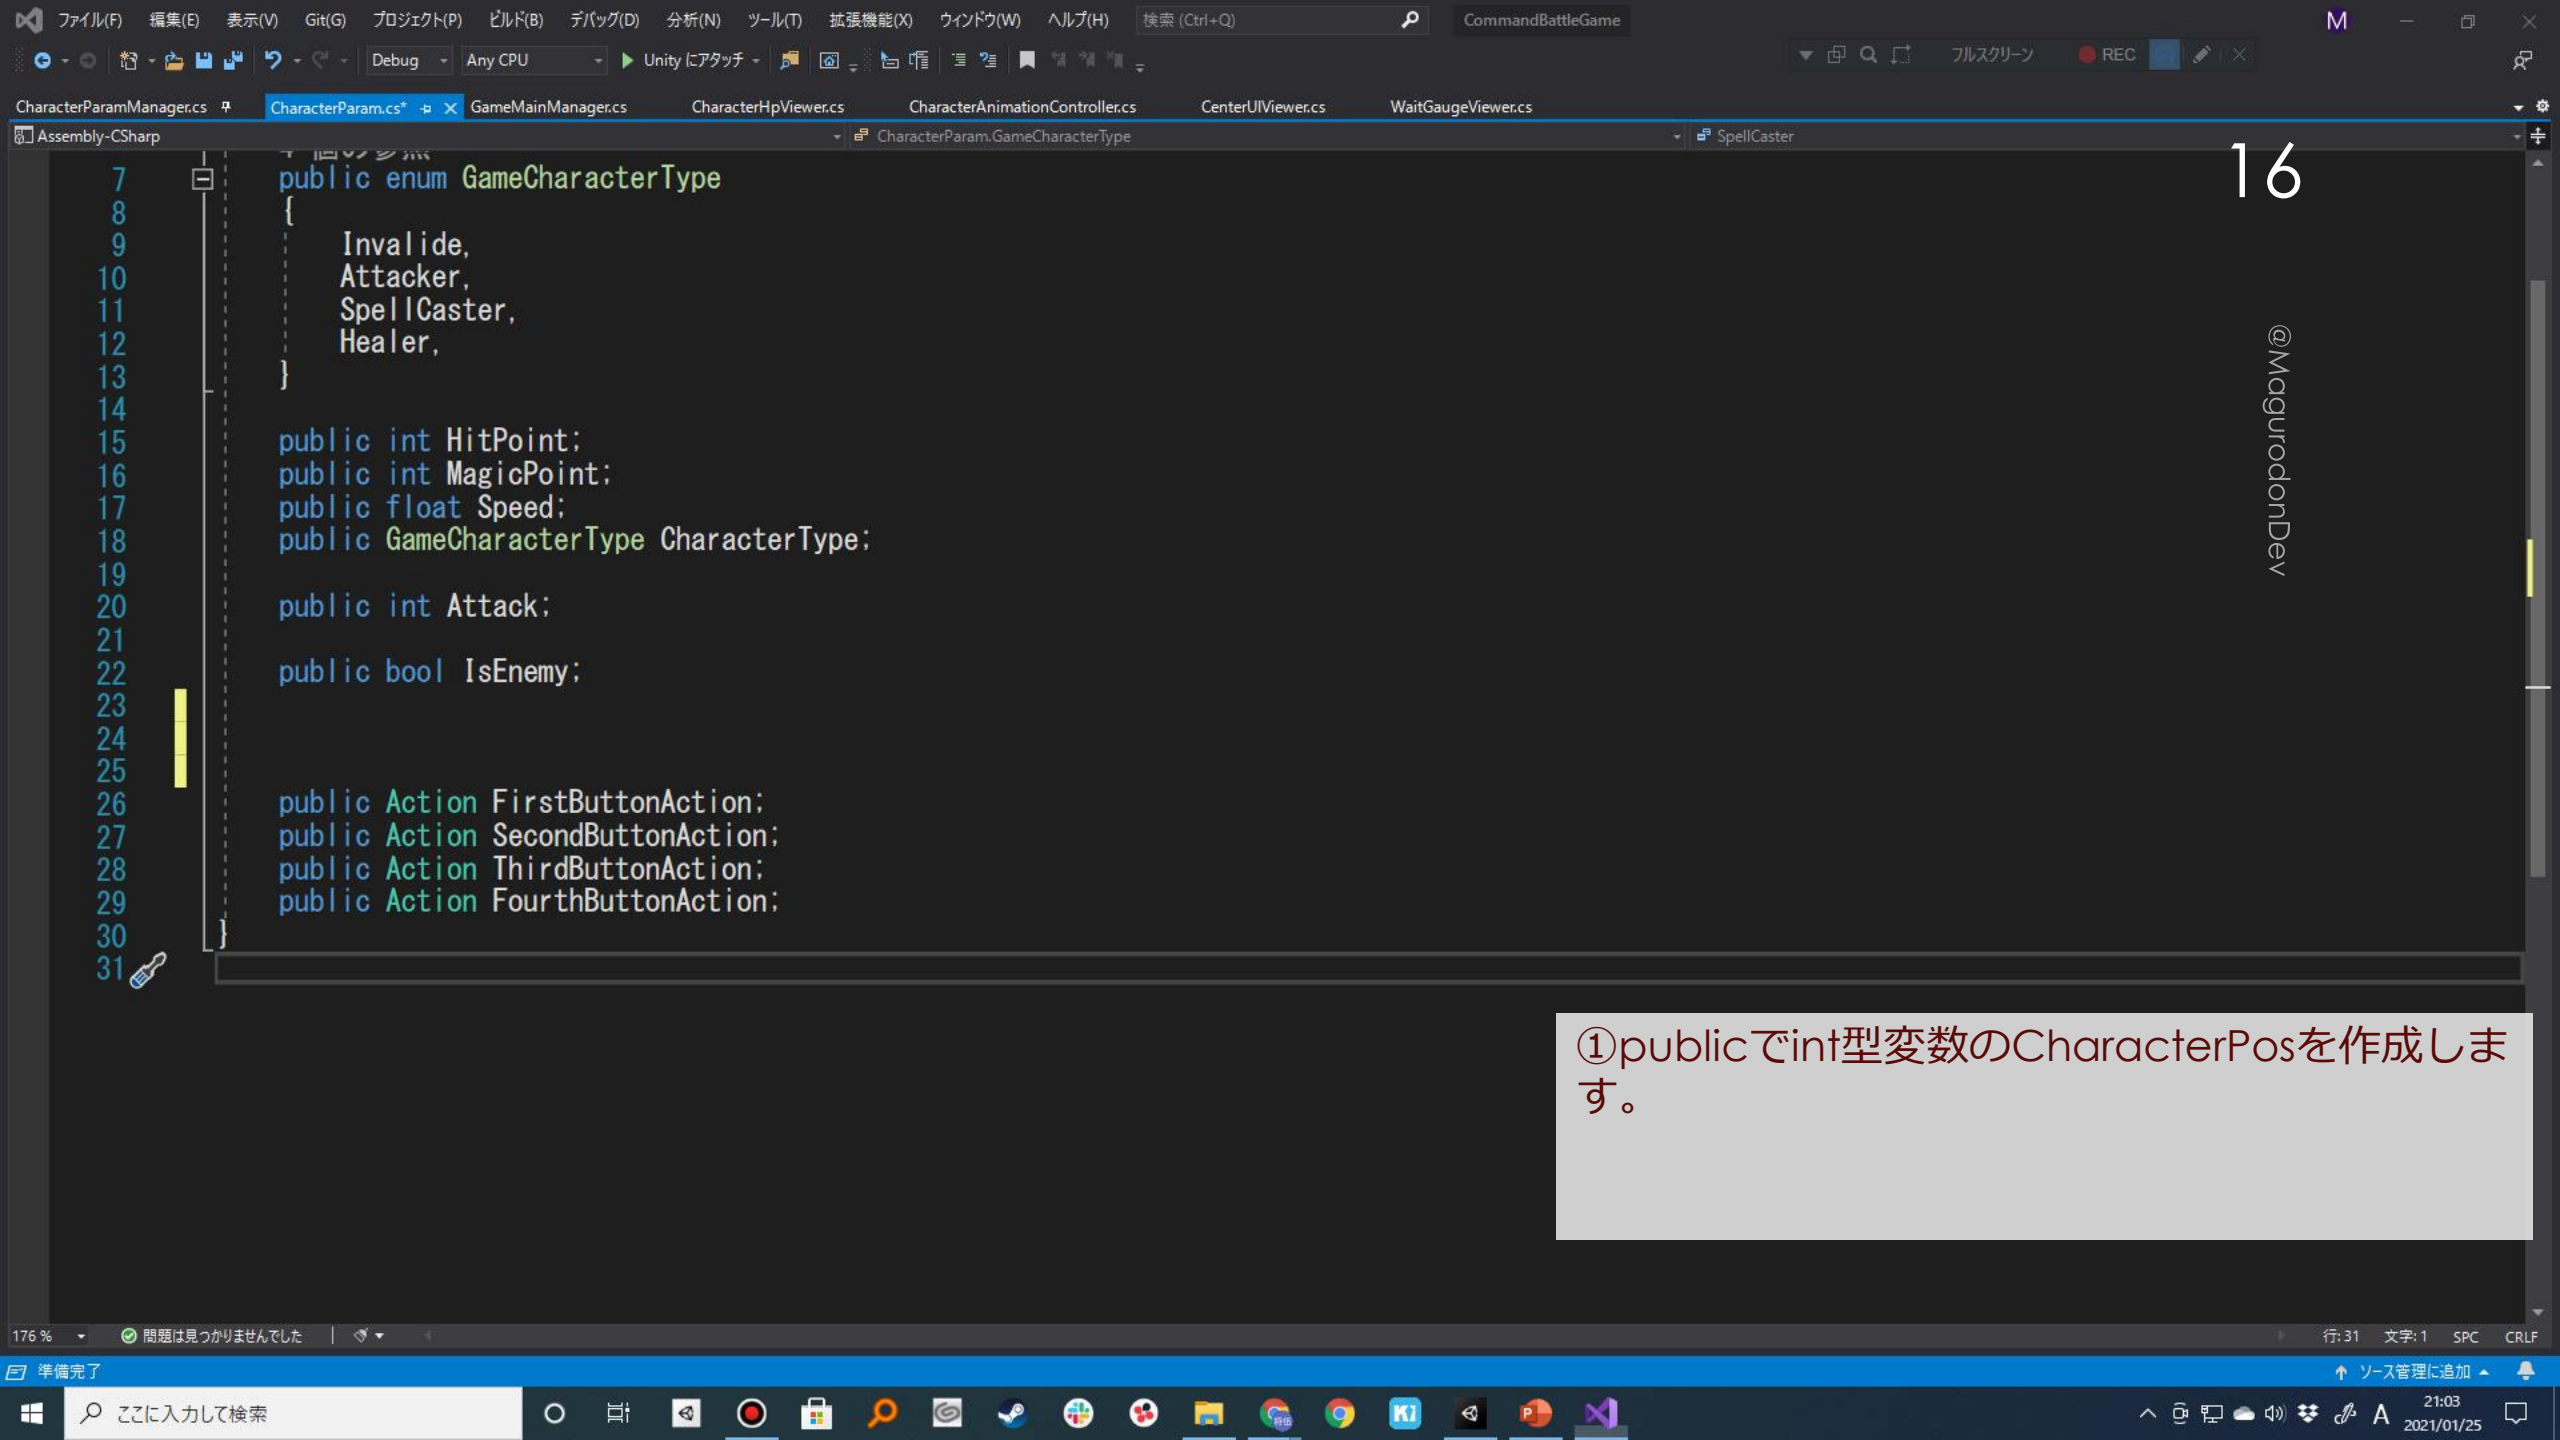 ファイル(F) 編集(E) 表示(V) Git(G) プロジェクト(P) ビルド(B) デバッグ(D) 分析(N) ツール(T) 拡張機能(X) ウィンドウ(W) ヘルプ(H) 検索 (Ctrl+Q) CommandBattleGame M
Debug Any CPU Unity にアタッチ フルスクリーン REC
CharacterParamManager.cs CharacterParam.cs* GameMainManager.cs CharacterHpViewer.cs CharacterAnimationController.cs CenterUIViewer.cs WaitGaugeViewer.cs
Assembly-CSharp CharacterParam.GameCharacterType SpellCaster
16
@MagurodonDev
7 public enum GameCharacterType
8 {
9 Invalide,
10 Attacker,
11 SpellCaster,
12 Healer,
13 }
14
15 public int HitPoint;
16 public int MagicPoint;
17 public float Speed;
18 public GameCharacterType CharacterType;
19
20 public int Attack;
21
22 public bool IsEnemy;
23
24
25
26 public Action FirstButtonAction;
27 public Action SecondButtonAction;
28 public Action ThirdButtonAction;
29 public Action FourthButtonAction;
30 }
31
①publicでint型変数のCharacterPosを作成しま
す。
176 % 問題は見つかりませんでした 行: 31 文字: 1 SPC CRLF
準備完了 ソース管理に追加
ここに入力して検索 A 21:03
2021/01/25